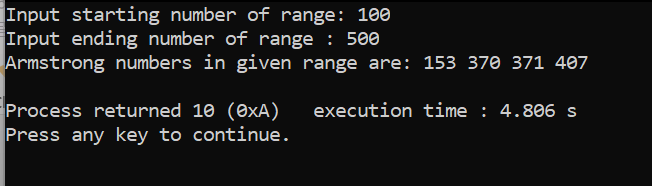 Input starting number of range: 100
Input ending number of range : 500
Armstrong numbers in given range are: 153 370 371 407
Process returned 10 (0xA)   execution time : 4.806 s
Press any key to continue.